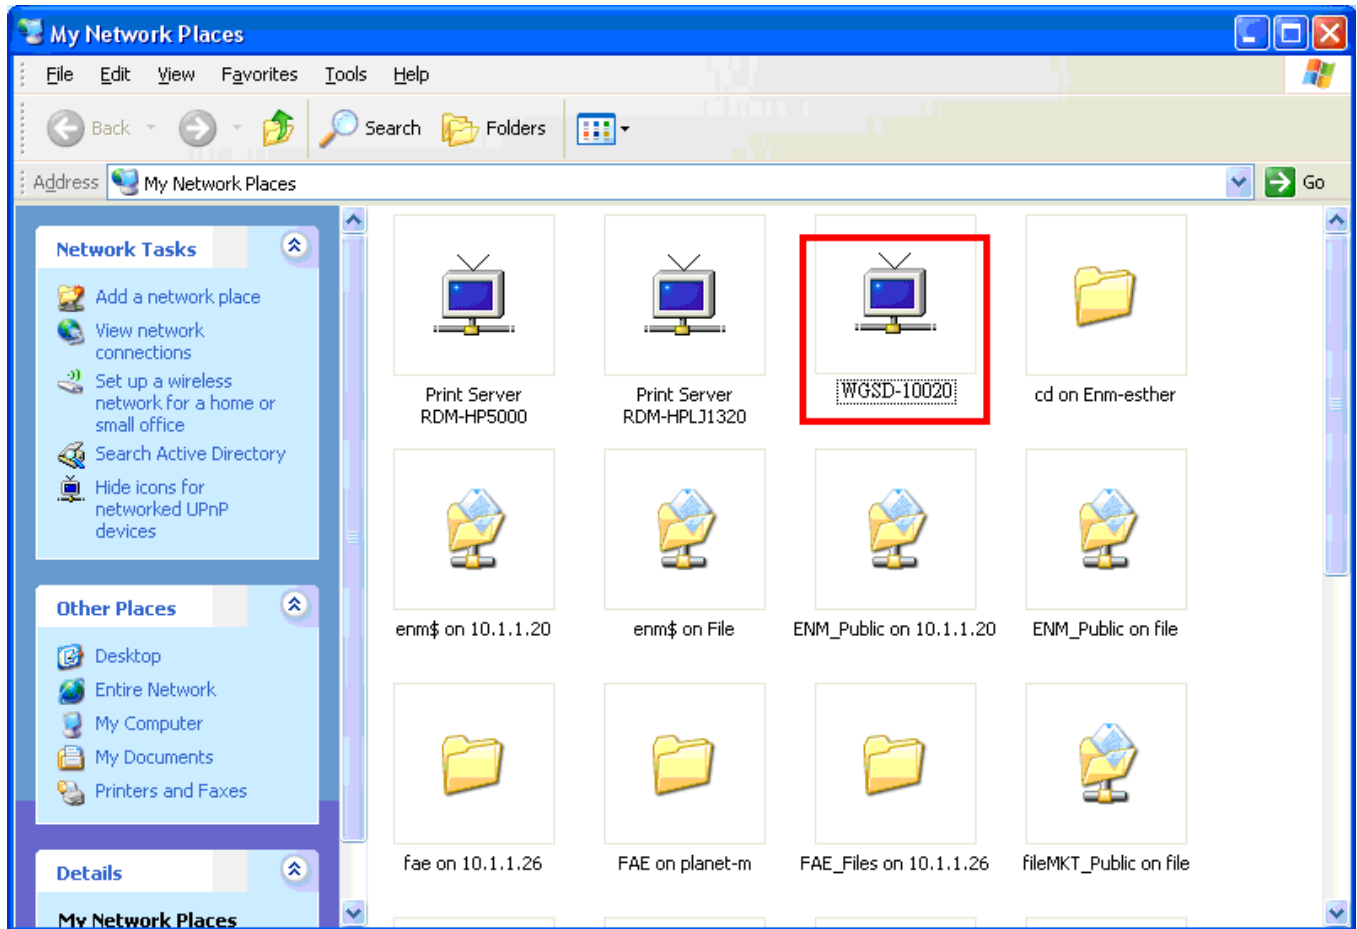 My Network Places
File Edit View Favorites Tools Help
Back Search Folders
Address My Network Places Go
Network Tasks
Add a network place
View network
connections
Set up a wireless
network for a home or
small office
Search Active Directory
Hide icons for
networked UPnP
devices
Other Places
Desktop
Entire Network
My Computer
My Documents
Printers and Faxes
Details
My Network Places
Print Server
RDM-HP5000
Print Server
RDM-HPLJ1320
WGSD-10020
cd on Enm-esther
enm$ on 10.1.1.20
enm$ on File
ENM_Public on 10.1.1.20
ENM_Public on file
fae on 10.1.1.26
FAE on planet-m
FAE_Files on 10.1.1.26
fileMKT_Public on file